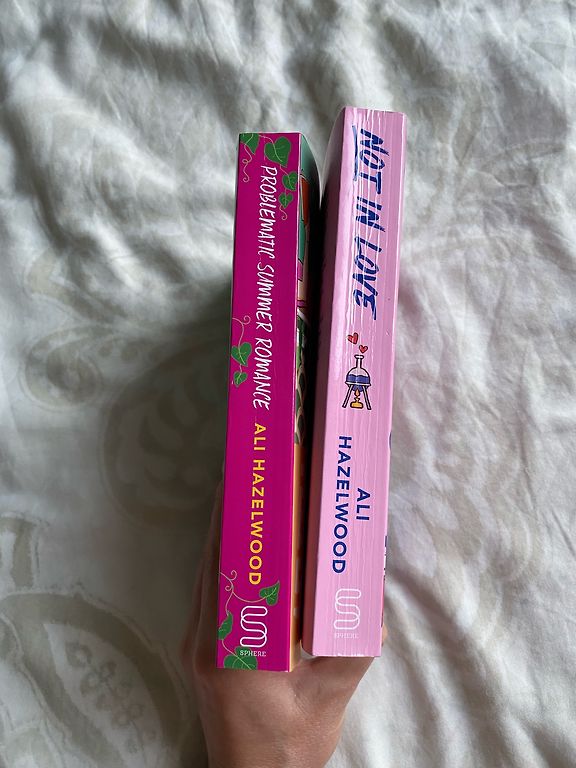 PROBLEMATIC SUMMER ROMANCE
ALI HAZELWOOD
SPHERE
NOT IN LOVE
ALI
HAZELWOOD
SPHERE